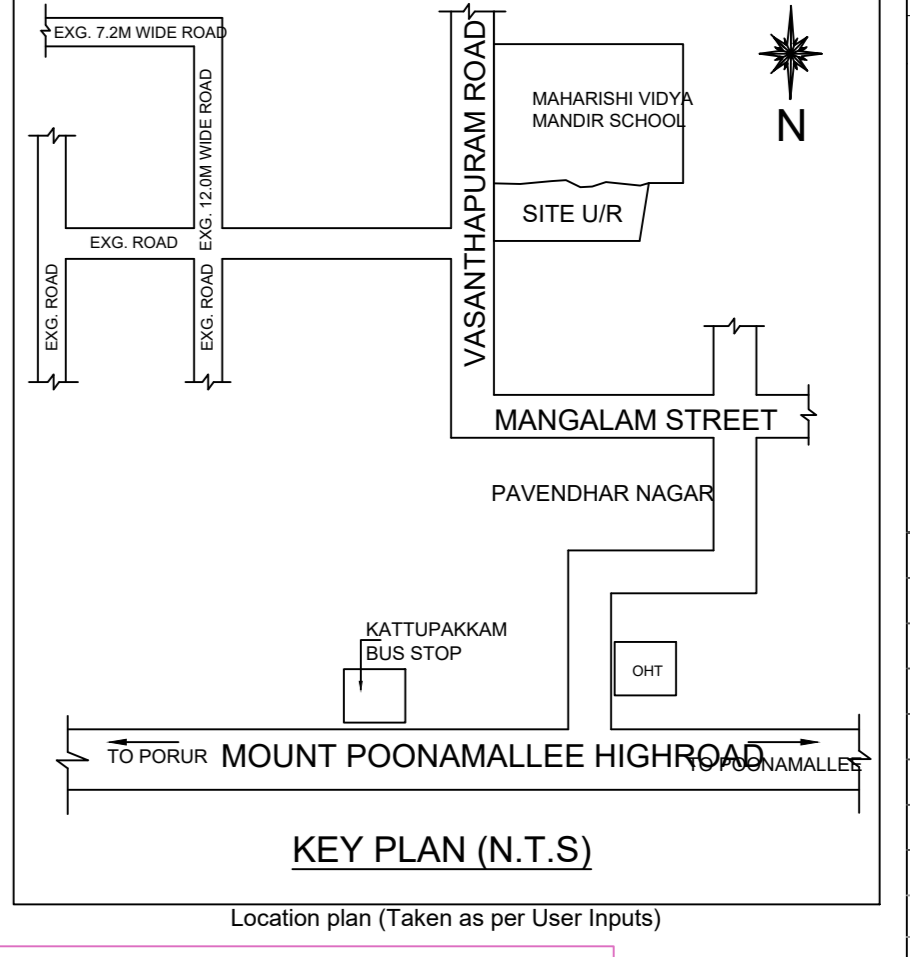 EXG. 7.2M WIDE ROAD
EXG. 12.0M WIDE ROAD
VASANTHAPURAM ROAD
MAHARISHI VIDYA
MANDIR SCHOOL
N
SITE U/R
EXG. ROAD
EXG. ROAD
EXG. ROAD
MANGALAM STREET
PAVENDHAR NAGAR
KATTUPAKKAM
BUS STOP
OHT
TO PORUR
MOUNT POONAMALLEE HIGHROAD
TO POONAMALLEE
KEY PLAN (N.T.S)
Location plan (Taken as per User Inputs)